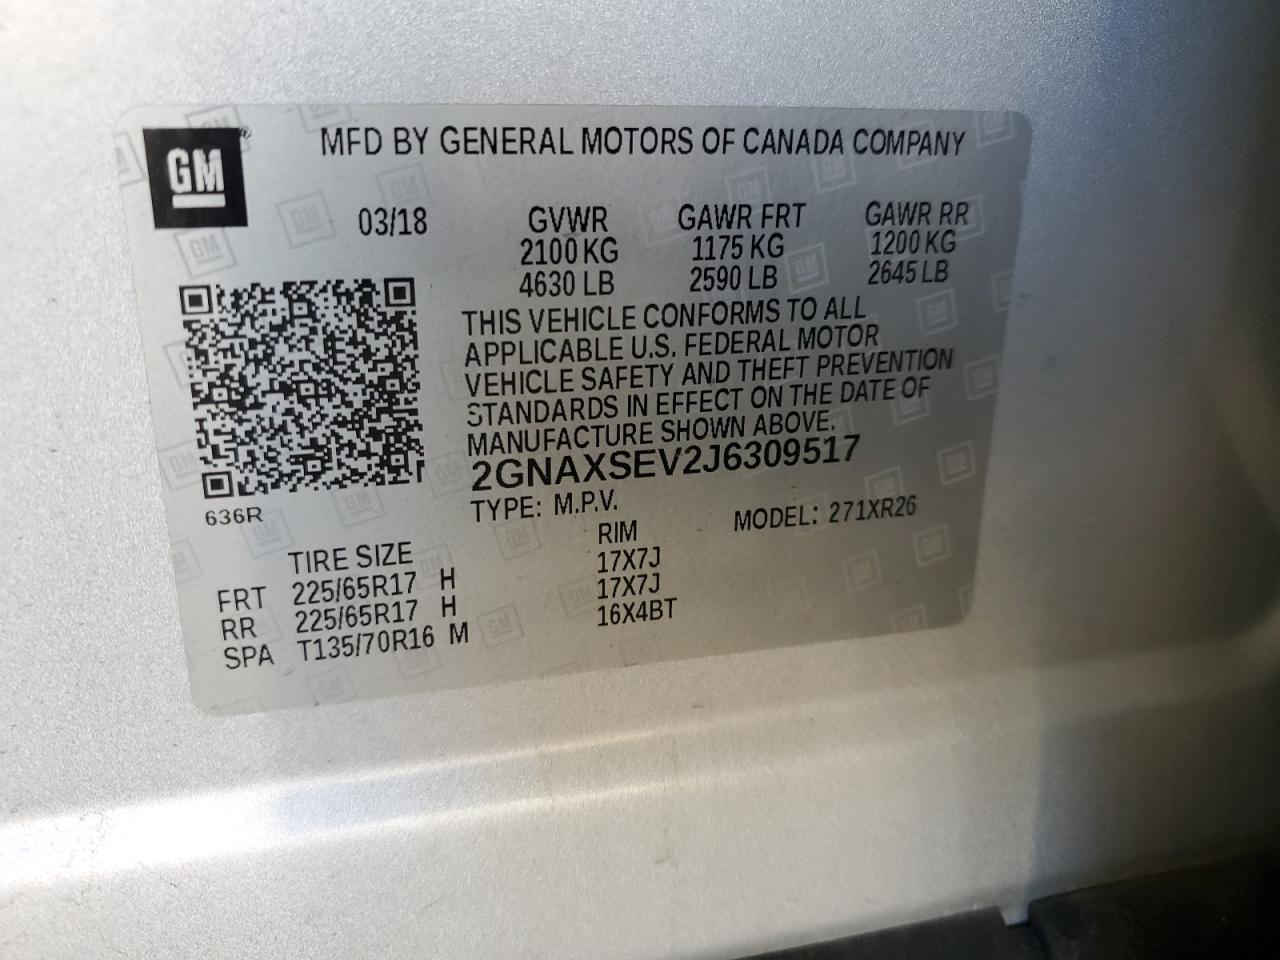 GM
MFD BY GENERAL MOTORS OF CANADA COMPANY
03/18 GVWR GAWR FRT GAWR RR
2100 KG 1175 KG 1200 KG
4630 LB 2590 LB 2645 LB
THIS VEHICLE CONFORMS TO ALL
APPLICABLE U.S. FEDERAL MOTOR
VEHICLE SAFETY AND THEFT PREVENTION
STANDARDS IN EFFECT ON THE DATE OF
MANUFACTURE SHOWN ABOVE.
2GNAXSEV2J6309517
636R
TYPE: M.P.V. MODEL: 271XR26
TIRE SIZE RIM
FRT 225/65R17 H 17X7J
RR 225/65R17 H 17X7J
SPA T135/70R16 M 16X4BT